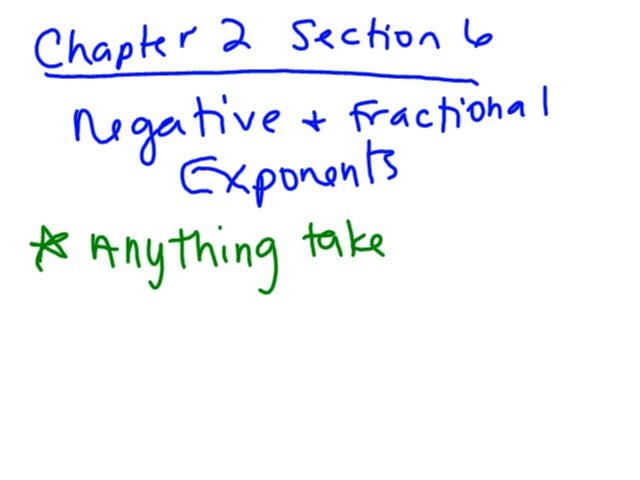 Chapter 2 Section 6
Negative + Fractional
Exponents
* Anything take